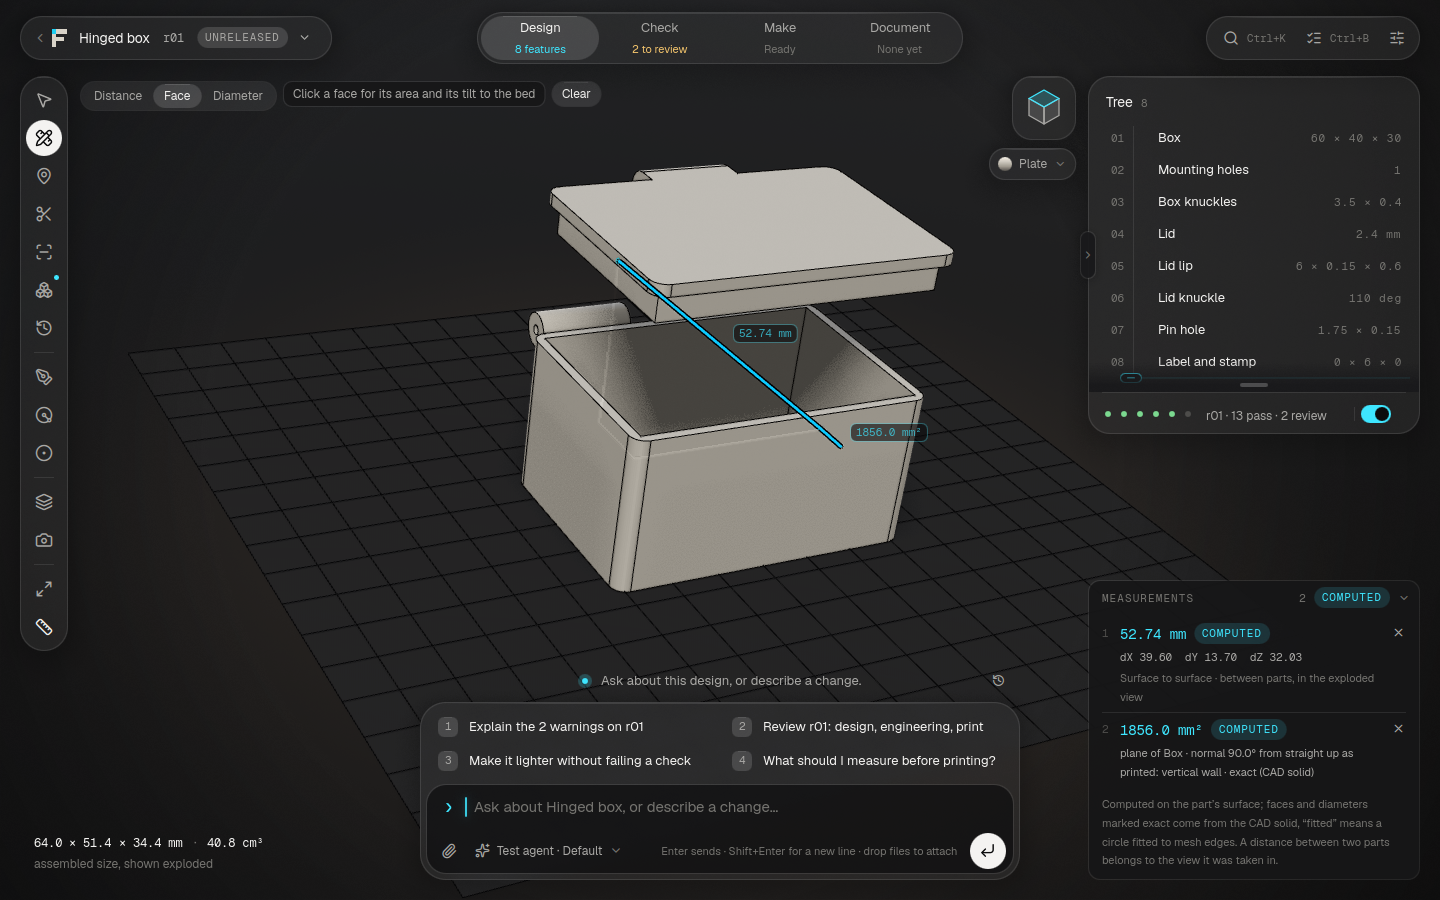 Hinged box r01 UNRELEASED
Design
8 features
Check
2 to review
Make
Ready
Document
None yet
Ctrl+K
Ctrl+B
Distance
Face
Diameter
Click a face for its area and its tilt to the bed
Clear
Plate
Tree 8
01 Box 60 × 40 × 30
02 Mounting holes 1
03 Box knuckles 3.5 × 0.4
04 Lid 2.4 mm
05 Lid lip 6 × 0.15 × 0.6
06 Lid knuckle 110 deg
07 Pin hole 1.75 × 0.15
08 Label and stamp 0 × 6 × 0
r01 · 13 pass · 2 review
52.74 mm
1856.0 mm²
MEASUREMENTS 2 COMPUTED
1 52.74 mm COMPUTED
dX 39.60 dY 13.70 dZ 32.03
Surface to surface · between parts, in the exploded
view
2 1856.0 mm² COMPUTED
plane of Box · normal 90.0° from straight up as
printed: vertical wall · exact (CAD solid)
Computed on the part's surface; faces and diameters
marked exact come from the CAD solid, “fitted” means a
circle fitted to mesh edges. A distance between two parts
belongs to the view it was taken in.
Ask about this design, or describe a change.
1 Explain the 2 warnings on r01
2 Review r01: design, engineering, print
3 Make it lighter without failing a check
4 What should I measure before printing?
Ask about Hinged box, or describe a change...
Test agent · Default
Enter sends · Shift+Enter for a new line · drop files to attach
64.0 × 51.4 × 34.4 mm · 40.8 cm³
assembled size, shown exploded